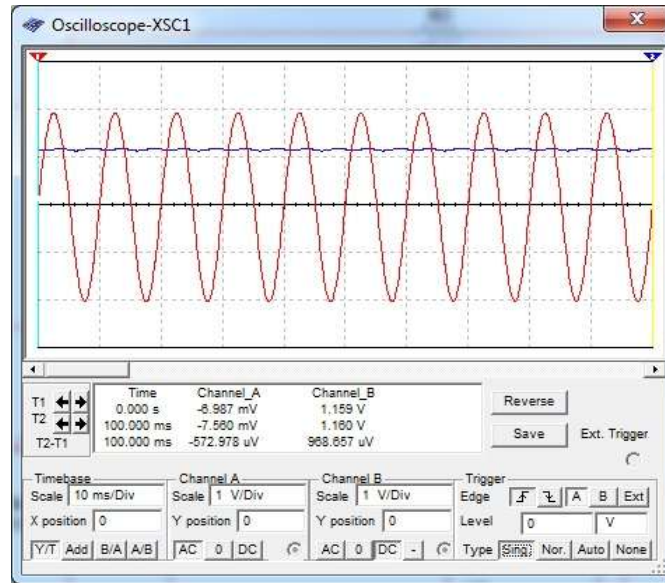 Oscilloscope-XSC1
1
2
T1
T2
T2-T1
Time Channel_A Channel_B
0.000 s -6.987 mV 1.159 V
100.000 ms -7.560 mV 1.160 V
100.000 ms -572.978 uV 968.657 uV
Reverse
Save
Ext. Trigger
Timebase
Scale 10 ms/Div
X position 0
Y/T Add B/A A/B
Channel A
Scale 1 V/Div
Y position 0
AC 0 DC
Channel B
Scale 1 V/Div
Y position 0
AC 0 DC -
Trigger
Edge A B Ext
Level 0 V
Type Sing. Nor. Auto None